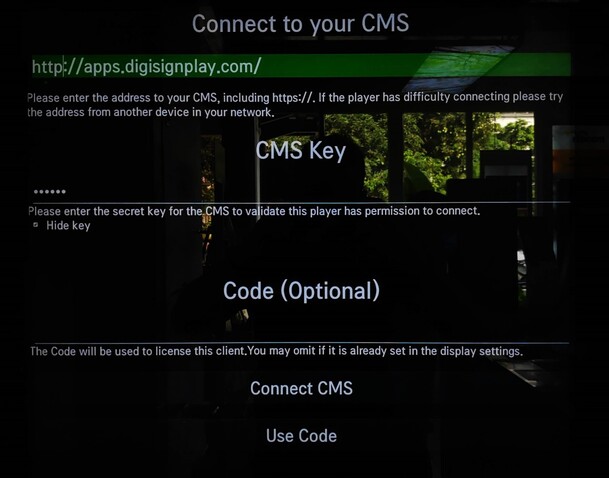 Connect to your CMS
http://apps.digisignplay.com/
Please enter the address to your CMS, including https://. If the player has difficulty connecting please try
the address from another device in your network.
CMS Key
••••••
Please enter the secret key for the CMS to validate this player has permission to connect.
Hide key
Code (Optional)
The Code will be used to license this client.You may omit if it is already set in the display settings.
Connect CMS
Use Code